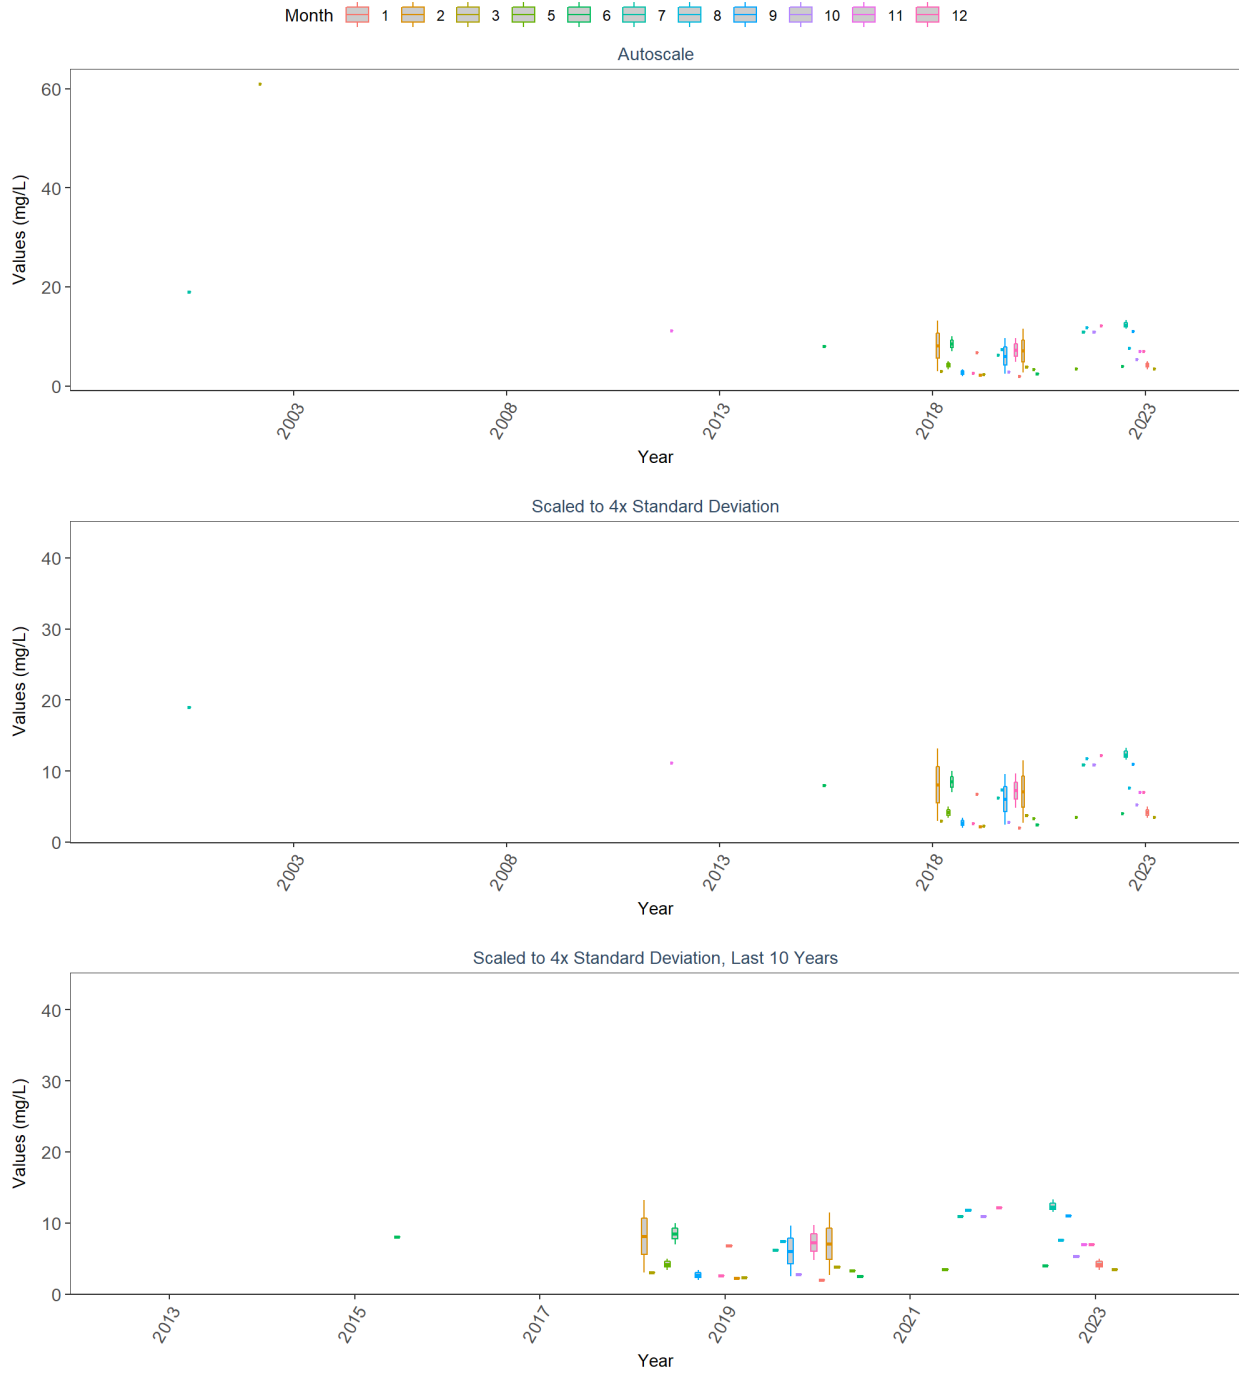 Month 1 2 3 5 6 7 8 9 10 11 12
Autoscale
Values (mg/L)
60
40
20
0
2003 2008 2013 2018 2023
Year
Scaled to 4x Standard Deviation
Values (mg/L)
40
30
20
10
0
2003 2008 2013 2018 2023
Year
Scaled to 4x Standard Deviation, Last 10 Years
Values (mg/L)
40
30
20
10
0
2013 2015 2017 2019 2021 2023
Year